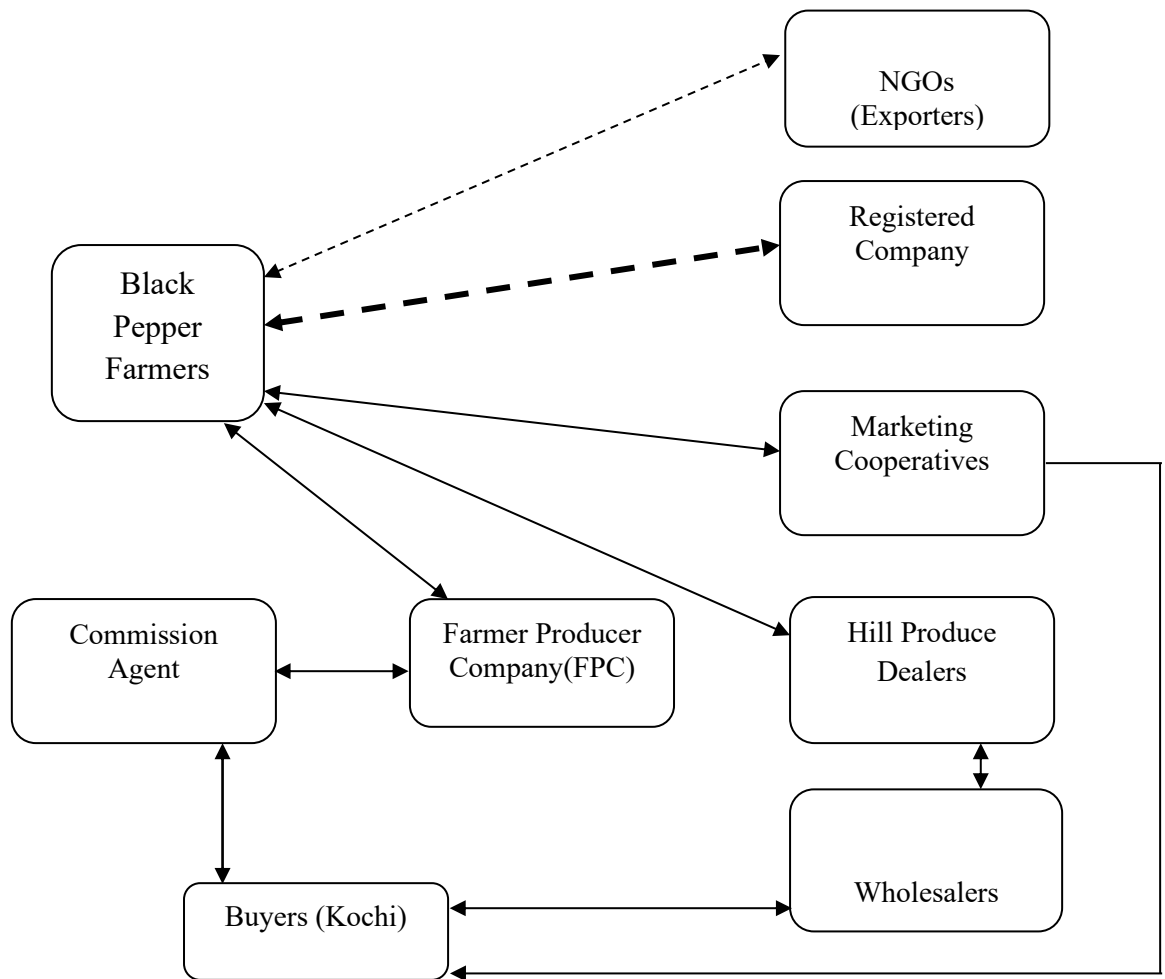 NGOs
(Exporters)
Registered
Company
Black
Pepper
Farmers
Marketing
Cooperatives
Commission
Agent
Farmer Producer
Company(FPC)
Hill Produce
Dealers
Wholesalers
Buyers (Kochi)